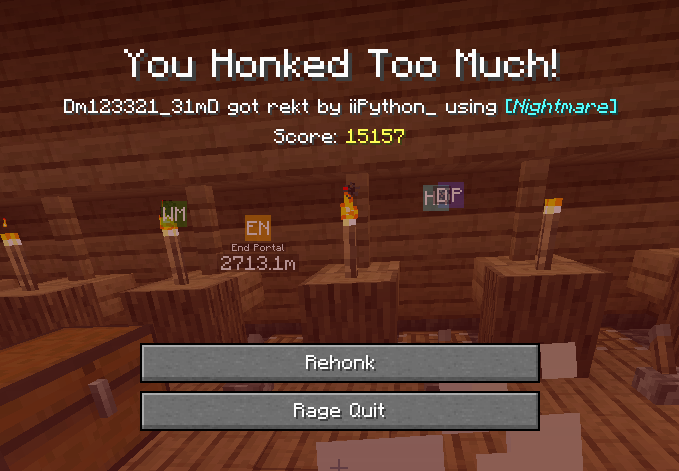 You Honked Too Much!
Dm123321_31mD got rekt by iiPython_ using [Nightmare]
Score: 15157
WM
EN
DP
End Portal
2713.1m
Rehonk
Rage Quit